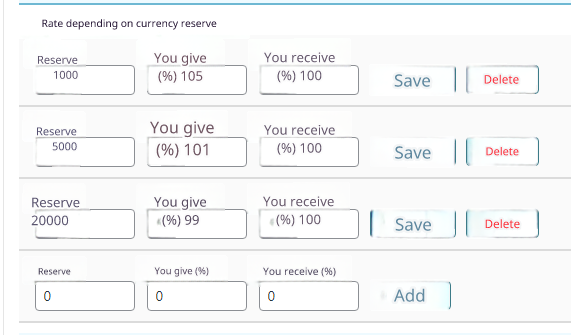 Rate depending on currency reserve
Reserve You give You receive
1000 (%) 105 (%) 100 Save Delete
Reserve You give You receive
5000 (%) 101 (%) 100 Save Delete
Reserve You give You receive
20000 (%) 99 (%) 100 Save Delete
Reserve You give (%) You receive (%)
0 0 0 Add